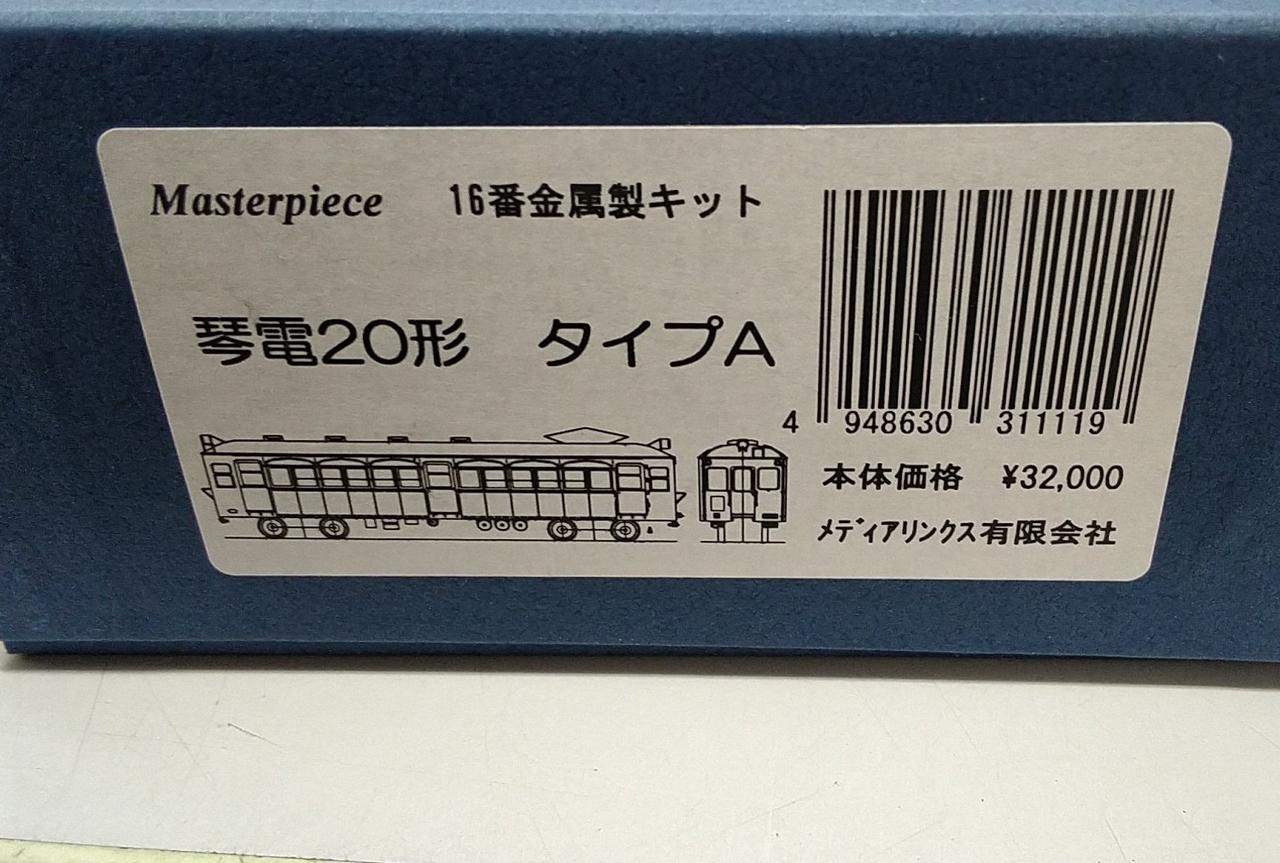 Masterpiece 16番金属製キット
琴電20形 タイプA
4 948630 311119
本体価格 ¥32,000
メディアリンクス有限会社